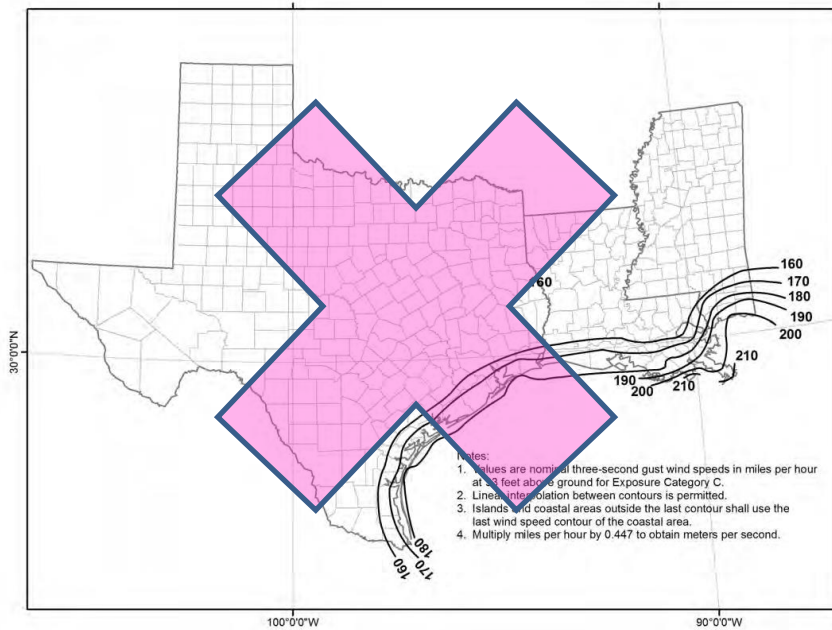 160
160
170
180
190
200
210
190
200
210
30°0'0"N
Notes:
1. Values are nominal three-second gust wind speeds in miles per hour
at 33 feet above ground for Exposure Category C.
2. Linear interpolation between contours is permitted.
3. Islands and coastal areas outside the last contour shall use the
last wind speed contour of the coastal area.
4. Multiply miles per hour by 0.447 to obtain meters per second.
180
170
160
100°0'0"W
90°0'0"W